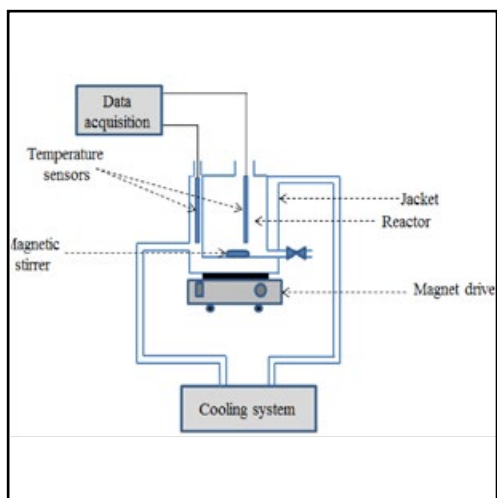 Data
acquisition
Temperature
sensors
Jacket
Reactor
Magnetic
stirrer
Magnet drive
Cooling system